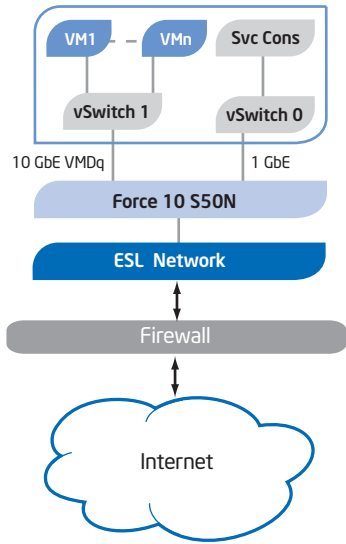 VM1 VMn Svc Cons
vSwitch 1 vSwitch 0
10 GbE VMDq 1 GbE
Force 10 S50N
ESL Network
Firewall
Internet